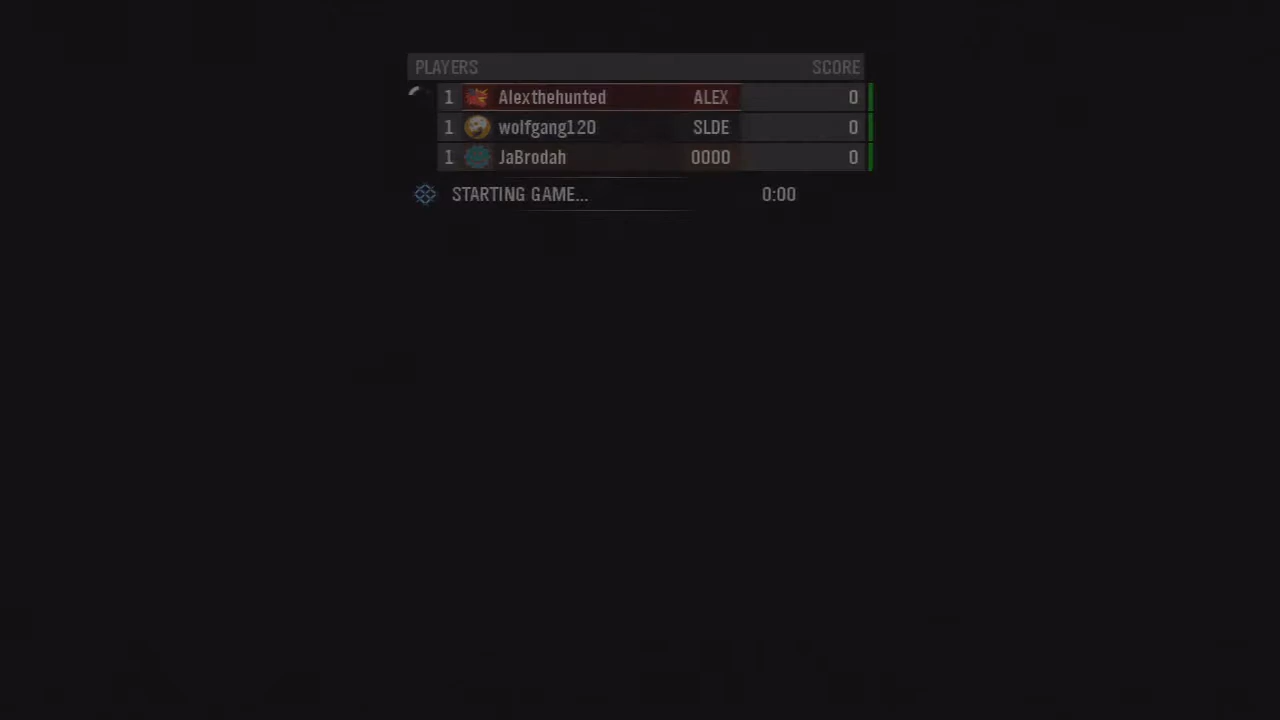 PLAYERS SCORE
1 Alexthehunted ALEX 0
1 wolfgang120 SLDE 0
1 JaBrodah 0000 0
STARTING GAME... 0:00